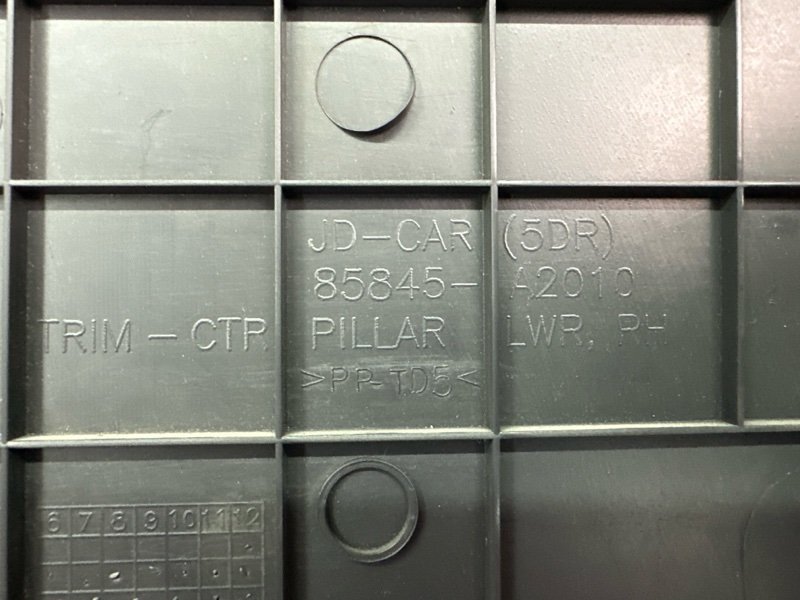 JD-CAR (5DR)
85845- A2010
TRIM - CTR PILLAR LWR, RH
>PP-TD5<
6 7 8 9 10 11 12